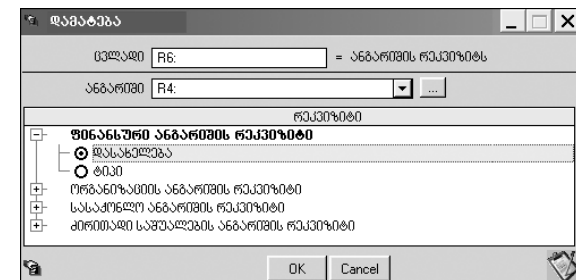 დამატება
ცვლადი R6: = ანგარიშის რეკვიზიტს
ანგარიში R4: ...
რეკვიზიტი
ფინანსური ანგარიშის რეკვიზიტი
დასახელება
ტიპი
ორგანიზაციის ანგარიშის რეკვიზიტი
სასაქონლო ანგარიშის რეკვიზიტი
ძირითადი საშუალების ანგარიშის რეკვიზიტი
OK Cancel